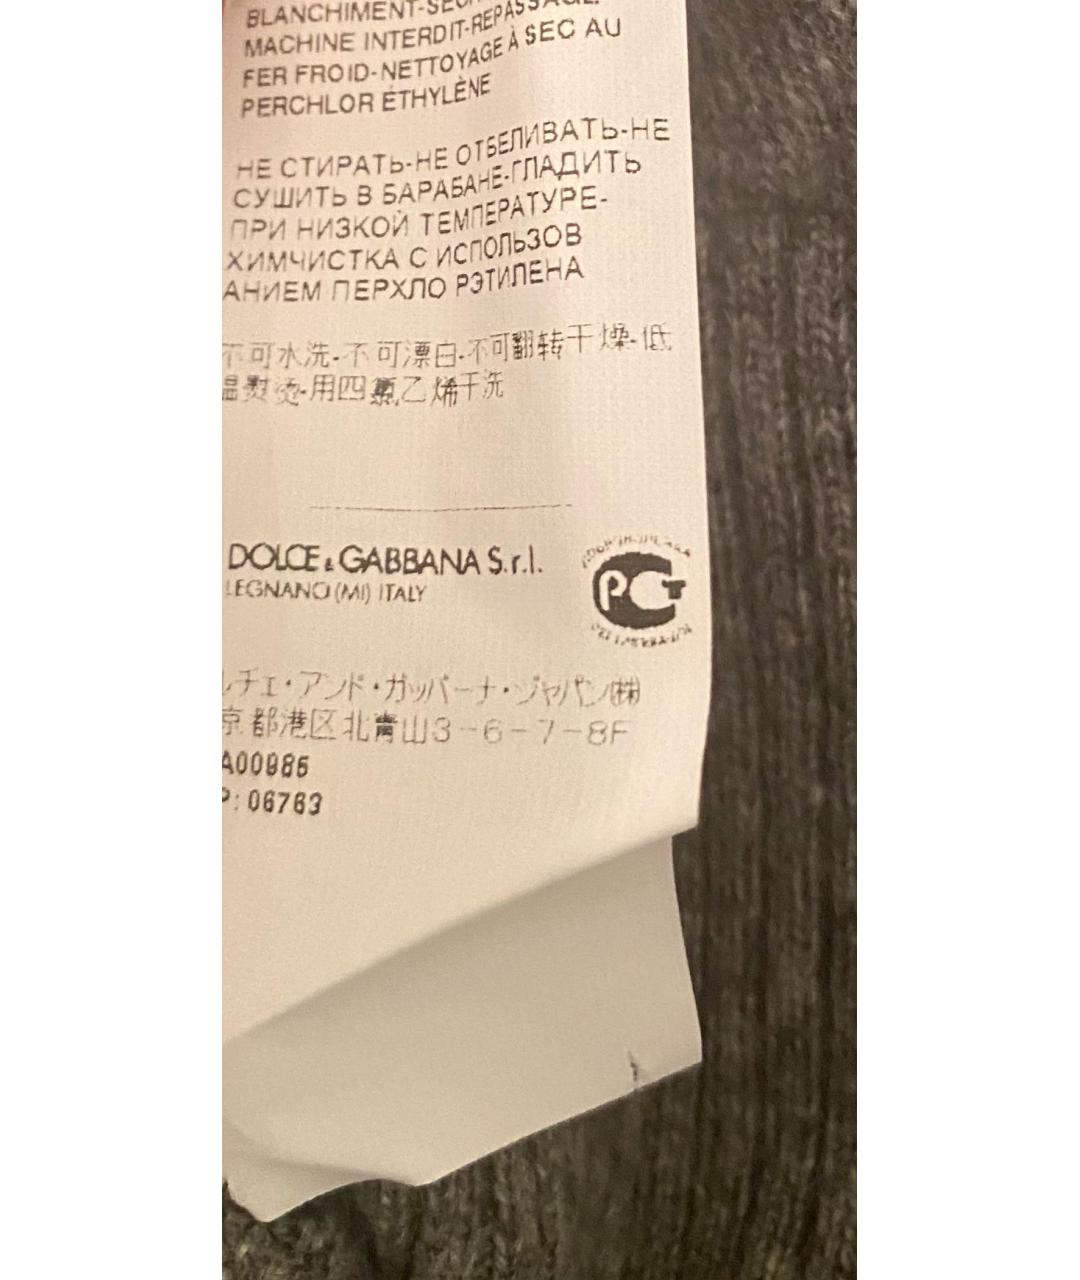 BLANCHIMENT-
MACHINE INTERDIT-REPASSAGE
FER FROID-NETTOYAGE À SEC AU
PERCHLOR ÉTHYLÈNE
НЕ СТИРАТЬ-НЕ ОТБЕЛИВАТЬ-НЕ
СУШИТЬ В БАРАБАНЕ-ГЛАДИТЬ
ПРИ НИЗКОЙ ТЕМПЕРАТУРЕ-
ХИМЧИСТКА С ИСПОЛЬЗОВ
АНИЕМ ПЕРХЛО РЭТИЛЕНА
不可水洗-不可漂白-不可翻转干燥-低
温熨烫-用四氯乙烯干洗
DOLCE & GABBANA S.r.l.
LEGNANO (MI) ITALY
РСТ
ルチェ・アンド・ガッバーナ・ジャパン㈱
京都港区北青山3-6-7-8F
A00986
P: 06763